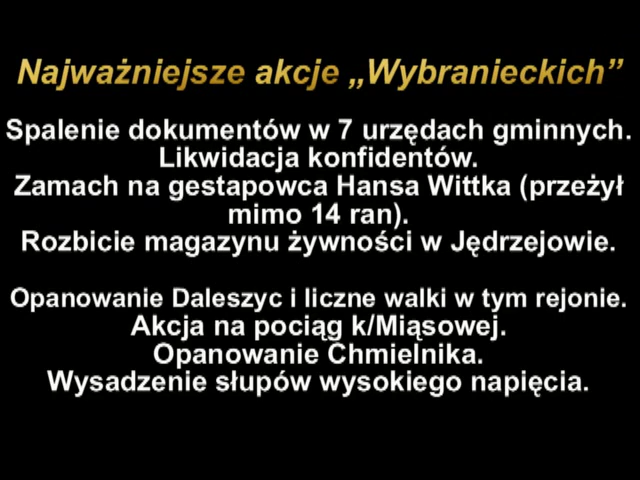 Najważniejsze akcje „Wybranieckich”
Spalenie dokumentów w 7 urzędach gminnych.
Likwidacja konfidentów.
Zamach na gestapowca Hansa Wittka (przeżył
mimo 14 ran).
Rozbicie magazynu żywności w Jędrzejowie.
Opanowanie Daleszyc i liczne walki w tym rejonie.
Akcja na pociąg k/Miąsowej.
Opanowanie Chmielnika.
Wysadzenie słupów wysokiego napięcia.